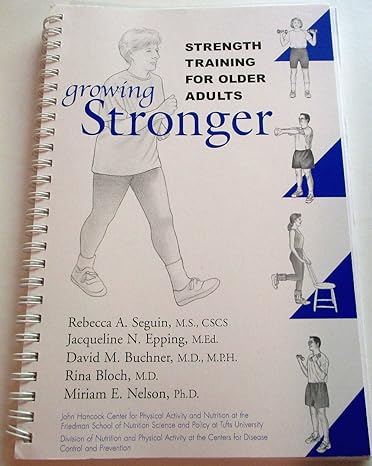 STRENGTH
TRAINING
FOR OLDER
ADULTS
growing
Stronger
Rebecca A. Seguin, M.S., CSCS
Jacqueline N. Epping, M.Ed.
David M. Buchner, M.D., M.P.H.
Rina Bloch, M.D.
Miriam E. Nelson, Ph.D.
John Hancock Center for Physical Activity and Nutrition at the
Friedman School of Nutrition Science and Policy at Tufts University
Division of Nutrition and Physical Activity at the Centers for Disease
Control and Prevention